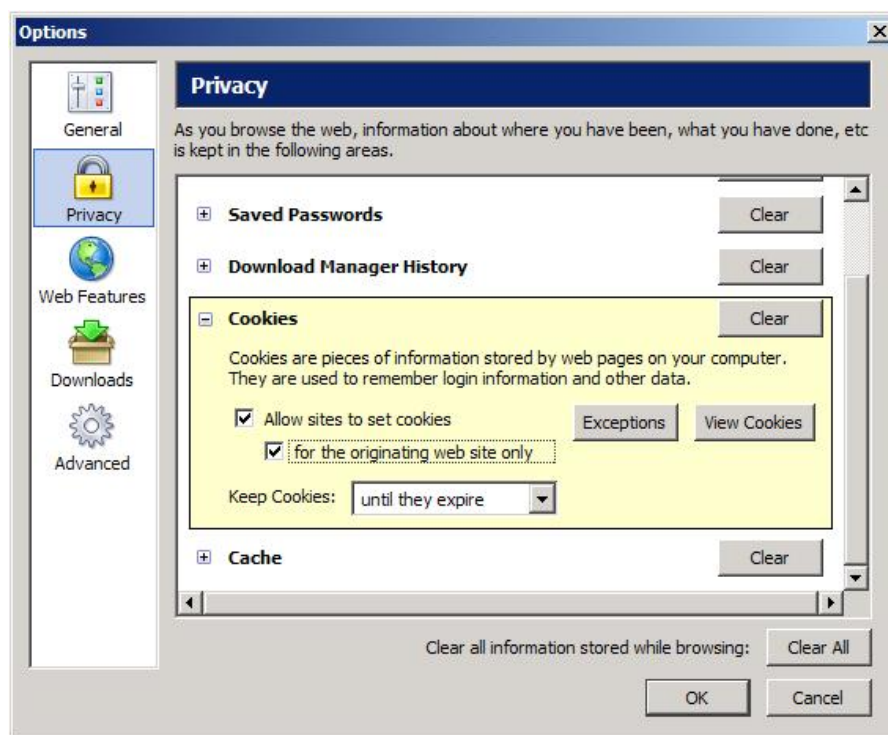 Options
General
Privacy
Web Features
Downloads
Advanced
Privacy
As you browse the web, information about where you have been, what you have done, etc
is kept in the following areas.
Saved Passwords
Clear
Download Manager History
Clear
Cookies
Clear
Cookies are pieces of information stored by web pages on your computer.
They are used to remember login information and other data.
Allow sites to set cookies
Exceptions
View Cookies
for the originating web site only
Keep Cookies:
until they expire
Cache
Clear
Clear all information stored while browsing:
Clear All
OK
Cancel